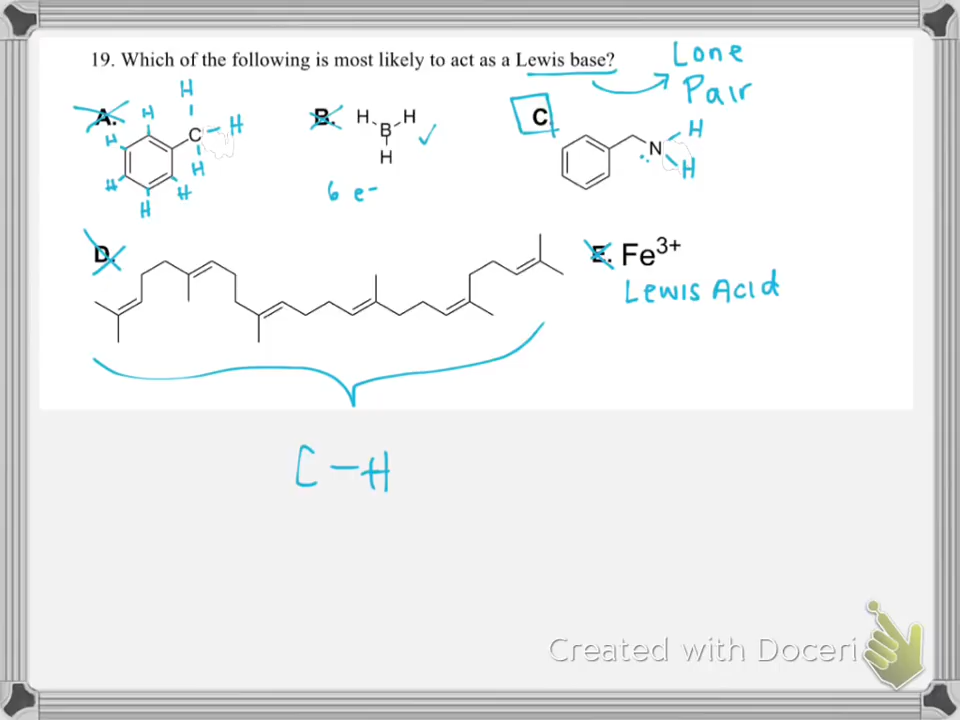 19. Which of the following is most likely to act as a Lewis base?
Lone
Pair
A.
H
H
H
C
H
H
H
H
H
B.
H
H
B
H
6 e-
C.
N
H
H
D.
E. Fe3+
Lewis Acid
C-H
Created with Doceri